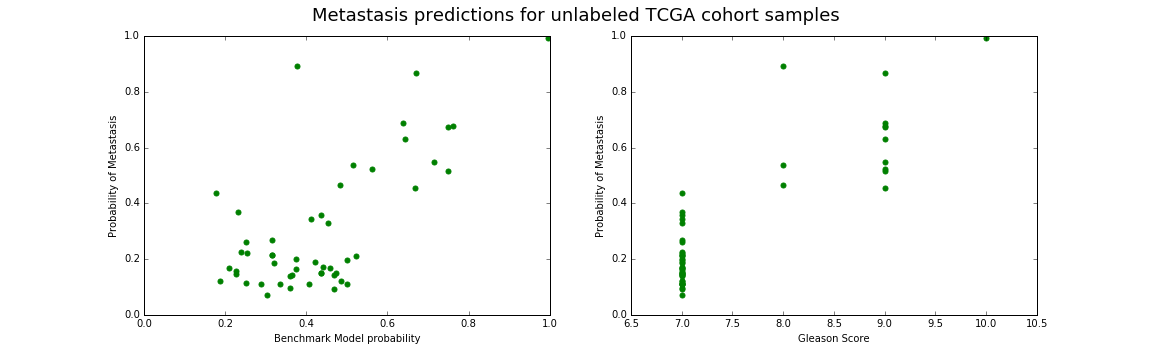 Metastasis predictions for unlabeled TCGA cohort samples
Probability of Metastasis
1.0
0.8
0.6
0.4
0.2
0.0
0.0 0.2 0.4 0.6 0.8 1.0
Benchmark Model probability
Probability of Metastasis
1.0
0.8
0.6
0.4
0.2
0.0
6.5 7.0 7.5 8.0 8.5 9.0 9.5 10.0 10.5
Gleason Score